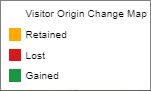 Visitor Origin Change Map
Retained
Lost
Gained